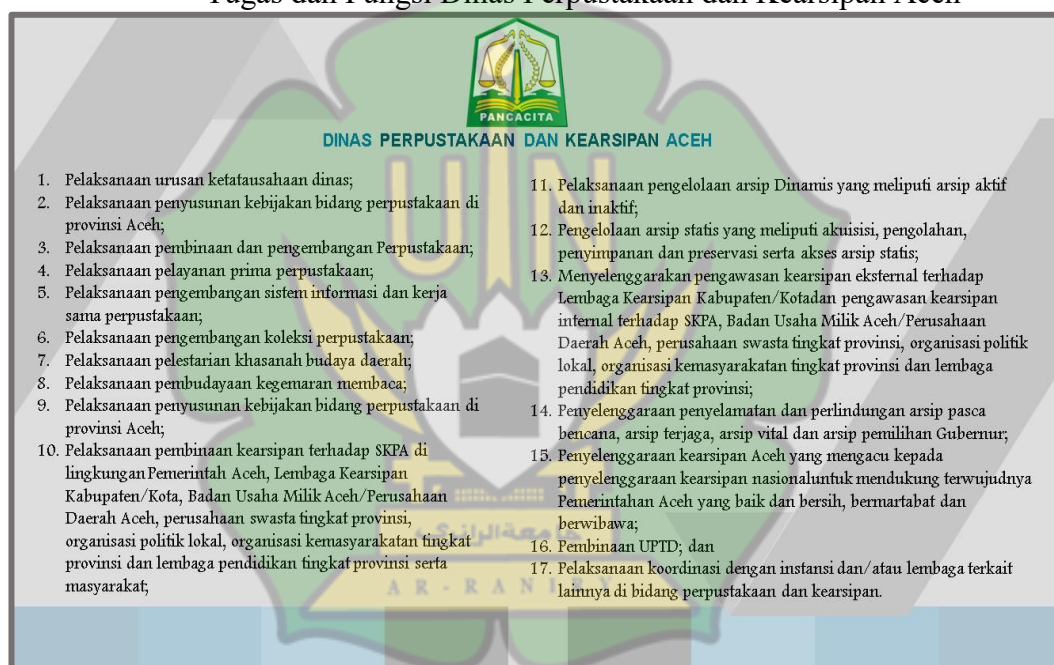 Tugas dan Fungsi Dinas Perpustakaan dan Kearsipan Aceh
PANCACITA
DINAS PERPUSTAKAAN DAN KEARSIPAN ACEH
1. Pelaksanaan urusan ketatausahaan dinas;
2. Pelaksanaan penyusunan kebijakan bidang perpustakaan di
provinsi Aceh;
3. Pelaksanaan pembinaan dan pengembangan Perpustakaan;
4. Pelaksanaan pelayanan prima perpustakaan;
5. Pelaksanaan pengembangan sistem informasi dan kerja
sama perpustakaan;
6. Pelaksanaan pengembangan koleksi perpustakaan;
7. Pelaksanaan pelestarian khasanah budaya daerah;
8. Pelaksanaan pembudayaan kegemaran membaca;
9. Pelaksanaan penyusunan kebijakan bidang perpustakaan di
provinsi Aceh;
10. Pelaksanaan pembinaan kearsipan terhadap SKPA di
lingkungan Pemerintah Aceh, Lembaga Kearsipan
Kabupaten/Kota, Badan Usaha Milik Aceh/Perusahaan
Daerah Aceh, perusahaan swasta tingkat provinsi,
organisasi politik lokal, organisasi kemasyarakatan tingkat
provinsi dan lembaga pendidikan tingkat provinsi serta
masyarakat;
11. Pelaksanaan pengelolaan arsip Dinamis yang meliputi arsip aktif
dan inaktif;
12. Pengelolaan arsip statis yang meliputi akuisisi, pengolahan,
penyimpanan dan preservasi serta akses arsip statis;
13. Menyelenggarakan pengawasan kearsipan eksternal terhadap
Lembaga Kearsipan Kabupaten/Kotadan pengawasan kearsipan
internal terhadap SKPA, Badan Usaha Milik Aceh/Perusahaan
Daerah Aceh, perusahaan swasta tingkat provinsi, organisasi politik
lokal, organisasi kemasyarakatan tingkat provinsi dan lembaga
pendidikan tingkat provinsi;
14. Penyelenggaraan penyelamatan dan perlindungan arsip pasca
bencana, arsip terjaga, arsip vital dan arsip pemilihan Gubernur;
15. Penyelenggaraan kearsipan Aceh yang mengacu kepada
penyelenggaraan kearsipan nasionaluntuk mendukung terwujudnya
Pemerintahan Aceh yang baik dan bersih, bermartabat dan
berwibawa;
16. Pembinaan UPTD; dan
17. Pelaksanaan koordinasi dengan instansi dan/atau lembaga terkait
lainnya di bidang perpustakaan dan kearsipan.
UIN
جامعة الرانري
AR-RANIRY